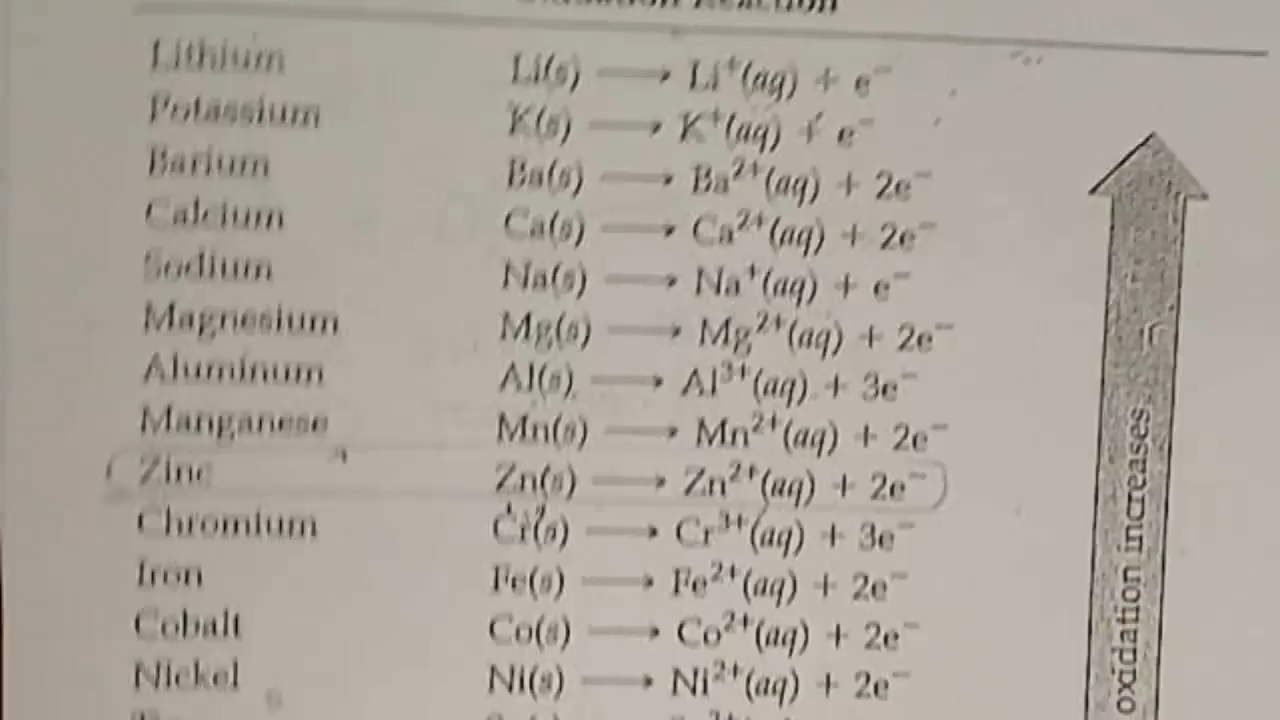 Oxidation Reaction
Lithium Li(s) ⟶ Li⁺(aq) + e⁻
Potassium K(s) ⟶ K⁺(aq) + e⁻
Barium Ba(s) ⟶ Ba²⁺(aq) + 2e⁻
Calcium Ca(s) ⟶ Ca²⁺(aq) + 2e⁻
Sodium Na(s) ⟶ Na⁺(aq) + e⁻
Magnesium Mg(s) ⟶ Mg²⁺(aq) + 2e⁻
Aluminum Al(s) ⟶ Al³⁺(aq) + 3e⁻
Manganese Mn(s) ⟶ Mn²⁺(aq) + 2e⁻
Zinc Zn(s) ⟶ Zn²⁺(aq) + 2e⁻
Chromium Cr(s) ⟶ Cr³⁺(aq) + 3e⁻
Iron Fe(s) ⟶ Fe²⁺(aq) + 2e⁻
Cobalt Co(s) ⟶ Co²⁺(aq) + 2e⁻
Nickel Ni(s) ⟶ Ni²⁺(aq) + 2e⁻
oxidation increases